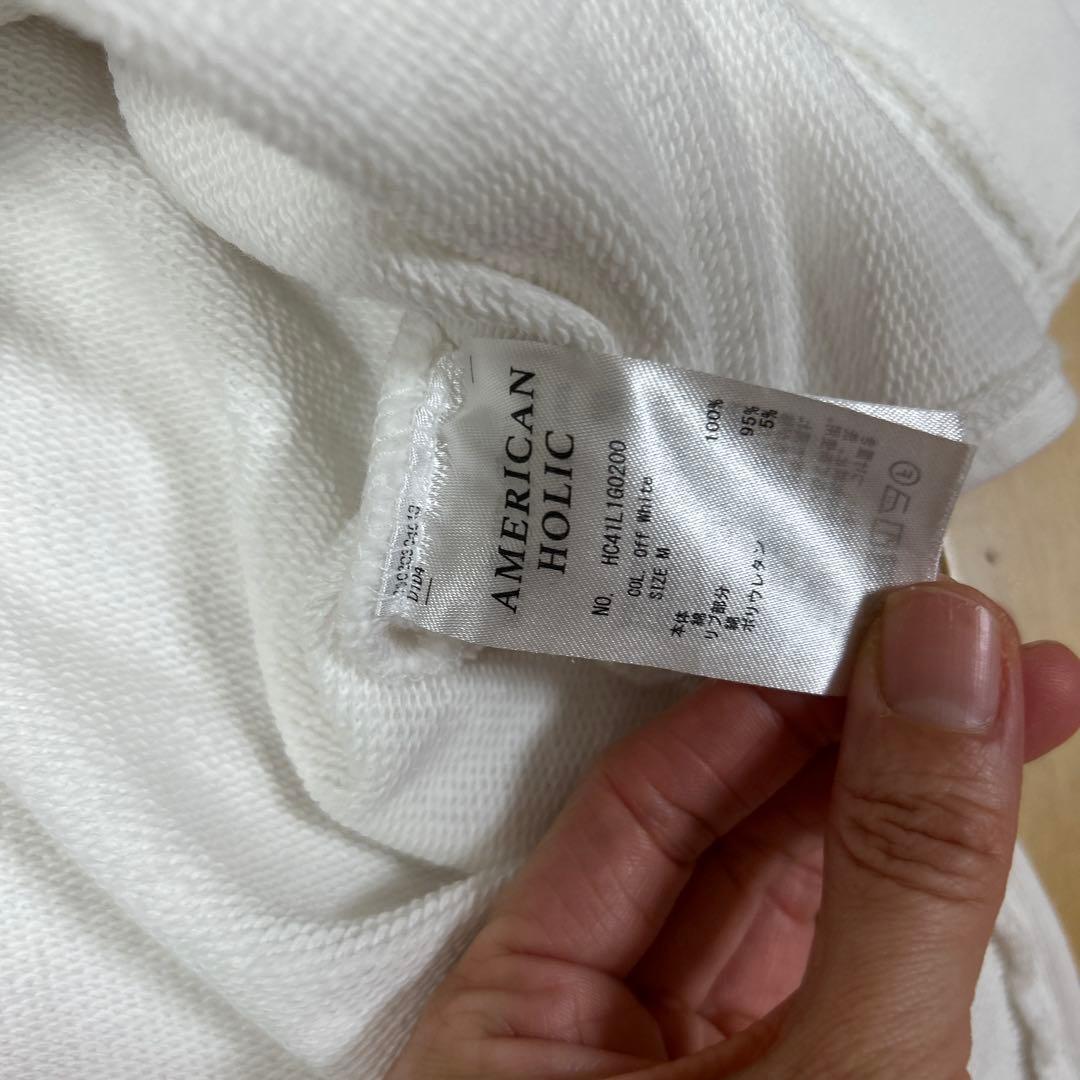 AMERICAN
HOLIC
NO. HC41L1G0200
COL. Off White
SIZE M
本体
綿 100%
リブ部分
綿 95%
ポリウレタン 5%
D1D4